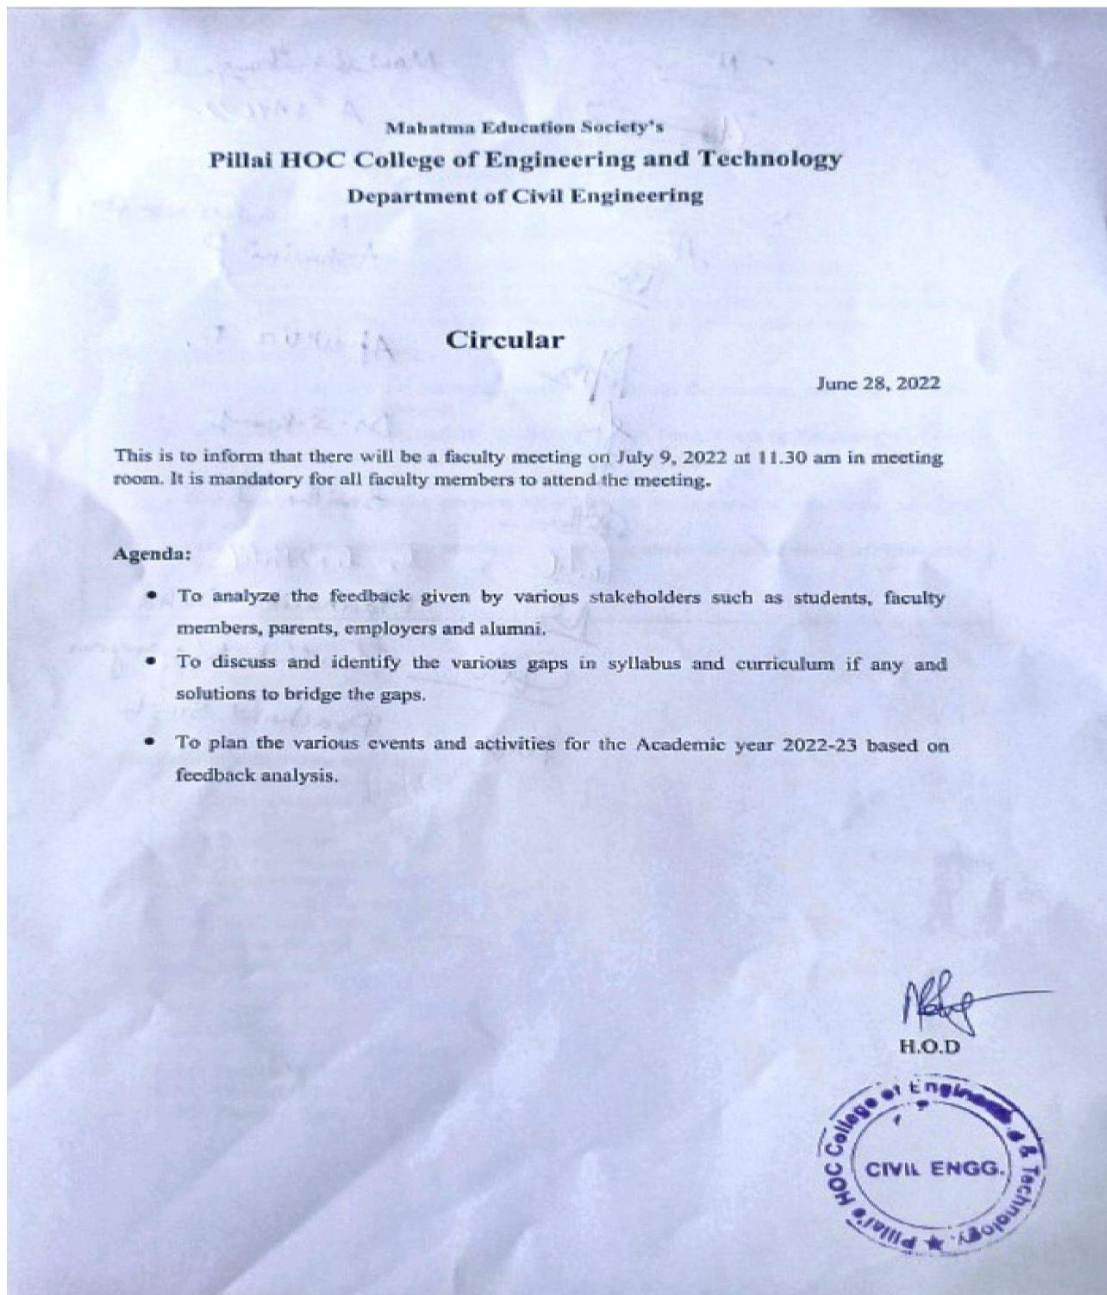 Mahatma Education Society's
Pillai HOC College of Engineering and Technology
Department of Civil Engineering
Circular
June 28, 2022
This is to inform that there will be a faculty meeting on July 9, 2022 at 11.30 am in meeting
room. It is mandatory for all faculty members to attend the meeting.
Agenda:
• To analyze the feedback given by various stakeholders such as students, faculty
members, parents, employers and alumni.
• To discuss and identify the various gaps in syllabus and curriculum if any and
solutions to bridge the gaps.
• To plan the various events and activities for the Academic year 2022-23 based on
feedback analysis.
H.O.D
Pillai's HOC College of & Technology.
CIVIL ENGG.